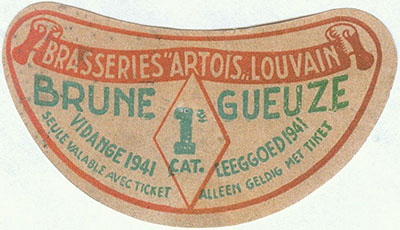 BRASSERIES "ARTOIS" LOUVAIN
BRUNE GUEUZE
1re
CAT.
VIDANGE 1941
SEULE VALABLE AVEC TICKET
LEEGGOED 1941
ALLEEN GELDIG MET TIKET